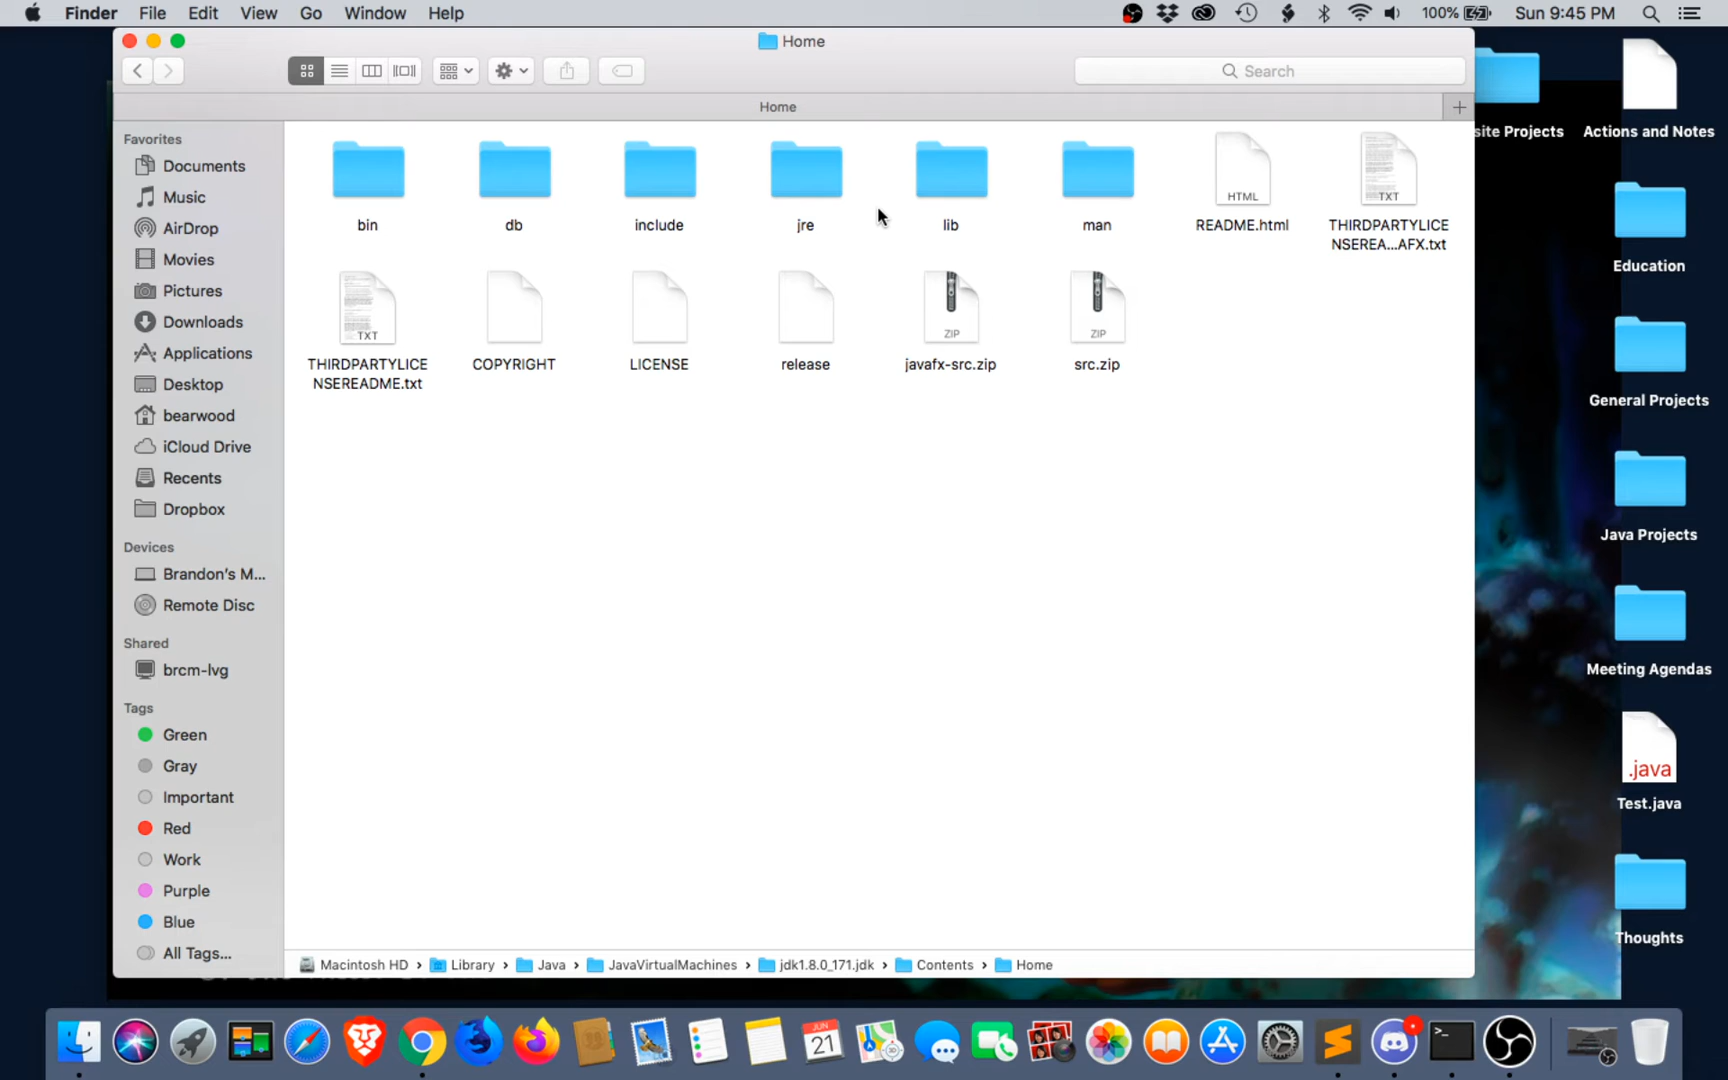 Finder File Edit View Go Window Help 100% Sun 9:45 PM
Home
Search
Home
Favorites
Documents
Music
AirDrop
Movies
Pictures
Downloads
Applications
Desktop
bearwood
iCloud Drive
Recents
Dropbox
Devices
Brandon's M...
Remote Disc
Shared
brcm-lvg
Tags
Green
Gray
Important
Red
Work
Purple
Blue
All Tags...
HTML TXT
bin db include jre lib man README.html THIRDPARTYLICE
NSEREA...AFX.txt
TXT ZIP ZIP
THIRDPARTYLICE COPYRIGHT LICENSE release javafx-src.zip src.zip
NSEREADME.txt
Macintosh HD › Library › Java › JavaVirtualMachines › jdk1.8.0_171.jdk › Contents › Home
site Projects Actions and Notes
Education
General Projects
Java Projects
Meeting Agendas
.java
Test.java
Thoughts
JUN
21